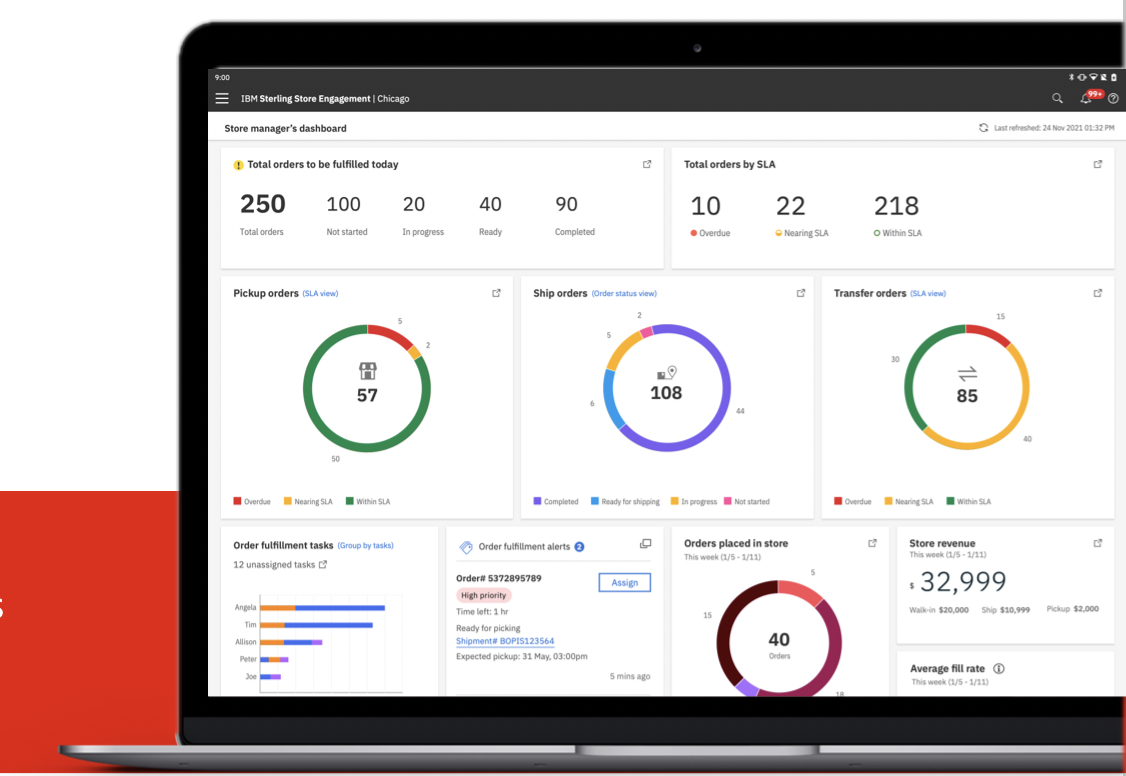 9:00
IBM Sterling Store Engagement | Chicago
99+
Store manager's dashboard
Last refreshed: 24 Nov 2021 01:32 PM
Total orders to be fulfilled today
250 100 20 40 90
Total orders Not started In progress Ready Completed
Total orders by SLA
10 22 218
Overdue Nearing SLA Within SLA
Pickup orders (SLA view)
5
2
57
50
Overdue Nearing SLA Within SLA
Ship orders (Order status view)
2
5
108
6
44
Completed Ready for shipping In progress Not started
Transfer orders (SLA view)
15
30
85
40
Overdue Nearing SLA Within SLA
Order fulfillment tasks (Group by tasks)
12 unassigned tasks
Angela
Tim
Allison
Peter
Joe
Order fulfillment alerts 2
Order# 5372895789
Assign
High priority
Time left: 1 hr
Ready for picking
Shipment# BOPIS123564
Expected pickup: 31 May, 03:00pm
5 mins ago
Orders placed in store
This week (1/5 - 1/11)
5
15
40
Orders
18
Store revenue
This week (1/5 - 1/11)
$ 32,999
Walk-in $20,000 Ship $10,999 Pickup $2,000
Average fill rate
This week (1/5 - 1/11)
s